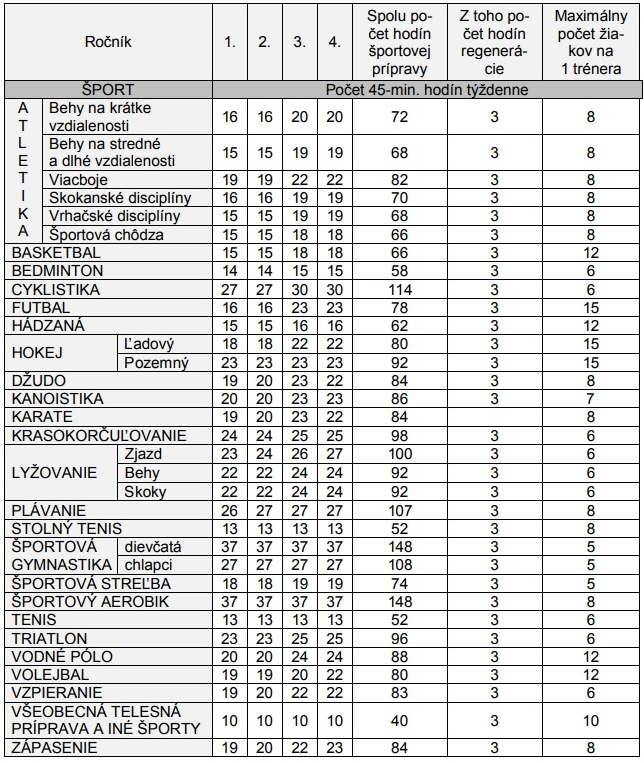 Ročník 1. 2. 3. 4. Spolu po-
čet hodín
športovej
prípravy Z toho po-
čet hodín
regenerá-
cie Maximálny
počet žia-
kov na
1 trénera
ŠPORT Počet 45-min. hodín týždenne
ATLETIKA
Behy na krátke
vzdialenosti 16 16 20 20 72 3 8
Behy na stredné
a dlhé vzdialenosti 15 15 19 19 68 3 8
Viacboje 19 19 22 22 82 3 8
Skokanské disciplíny 16 16 19 19 70 3 8
Vrhačské disciplíny 15 15 19 19 68 3 8
Športová chôdza 15 15 18 18 66 3 8
BASKETBAL 15 15 18 18 66 3 12
BEDMINTON 14 14 15 15 58 3 6
CYKLISTIKA 27 27 30 30 114 3 8
FUTBAL 16 16 23 23 78 3 15
HÁDZANÁ 15 15 16 16 62 3 12
HOKEJ Ľadový 18 18 22 22 80 3 15
Pozemný 23 23 23 23 92 3 15
DŽUDO 19 20 23 22 84 3 8
KANOISTIKA 20 20 23 23 86 3 7
KARATE 19 20 23 22 84 8
KRASOKORČUĽOVANIE 24 24 25 25 98 3 6
LYŽOVANIE Zjazd 23 24 26 27 100 3 6
Behy 22 22 24 24 92 3 6
Skoky 22 22 24 24 92 3 6
PLÁVANIE 26 27 27 27 107 3 8
STOLNÝ TENIS 13 13 13 13 52 3 8
ŠPORTOVÁ
GYMNASTIKA dievčatá 37 37 37 37 148 3 5
chlapci 27 27 27 27 108 3 5
ŠPORTOVÁ STREĽBA 18 18 19 19 74 3 5
ŠPORTOVÝ AEROBIK 37 37 37 37 148 3 8
TENIS 13 13 13 13 52 3 6
TRIATLON 23 23 25 25 96 3 6
VODNÉ PÓLO 20 20 24 24 88 3 12
VOLEJBAL 19 19 20 22 80 3 12
VZPIERANIE 19 20 22 22 83 3 6
VŠEOBECNÁ TELESNÁ
PRÍPRAVA A INÉ ŠPORTY 10 10 10 10 40 3 10
ZÁPASENIE 19 20 22 23 84 3 8